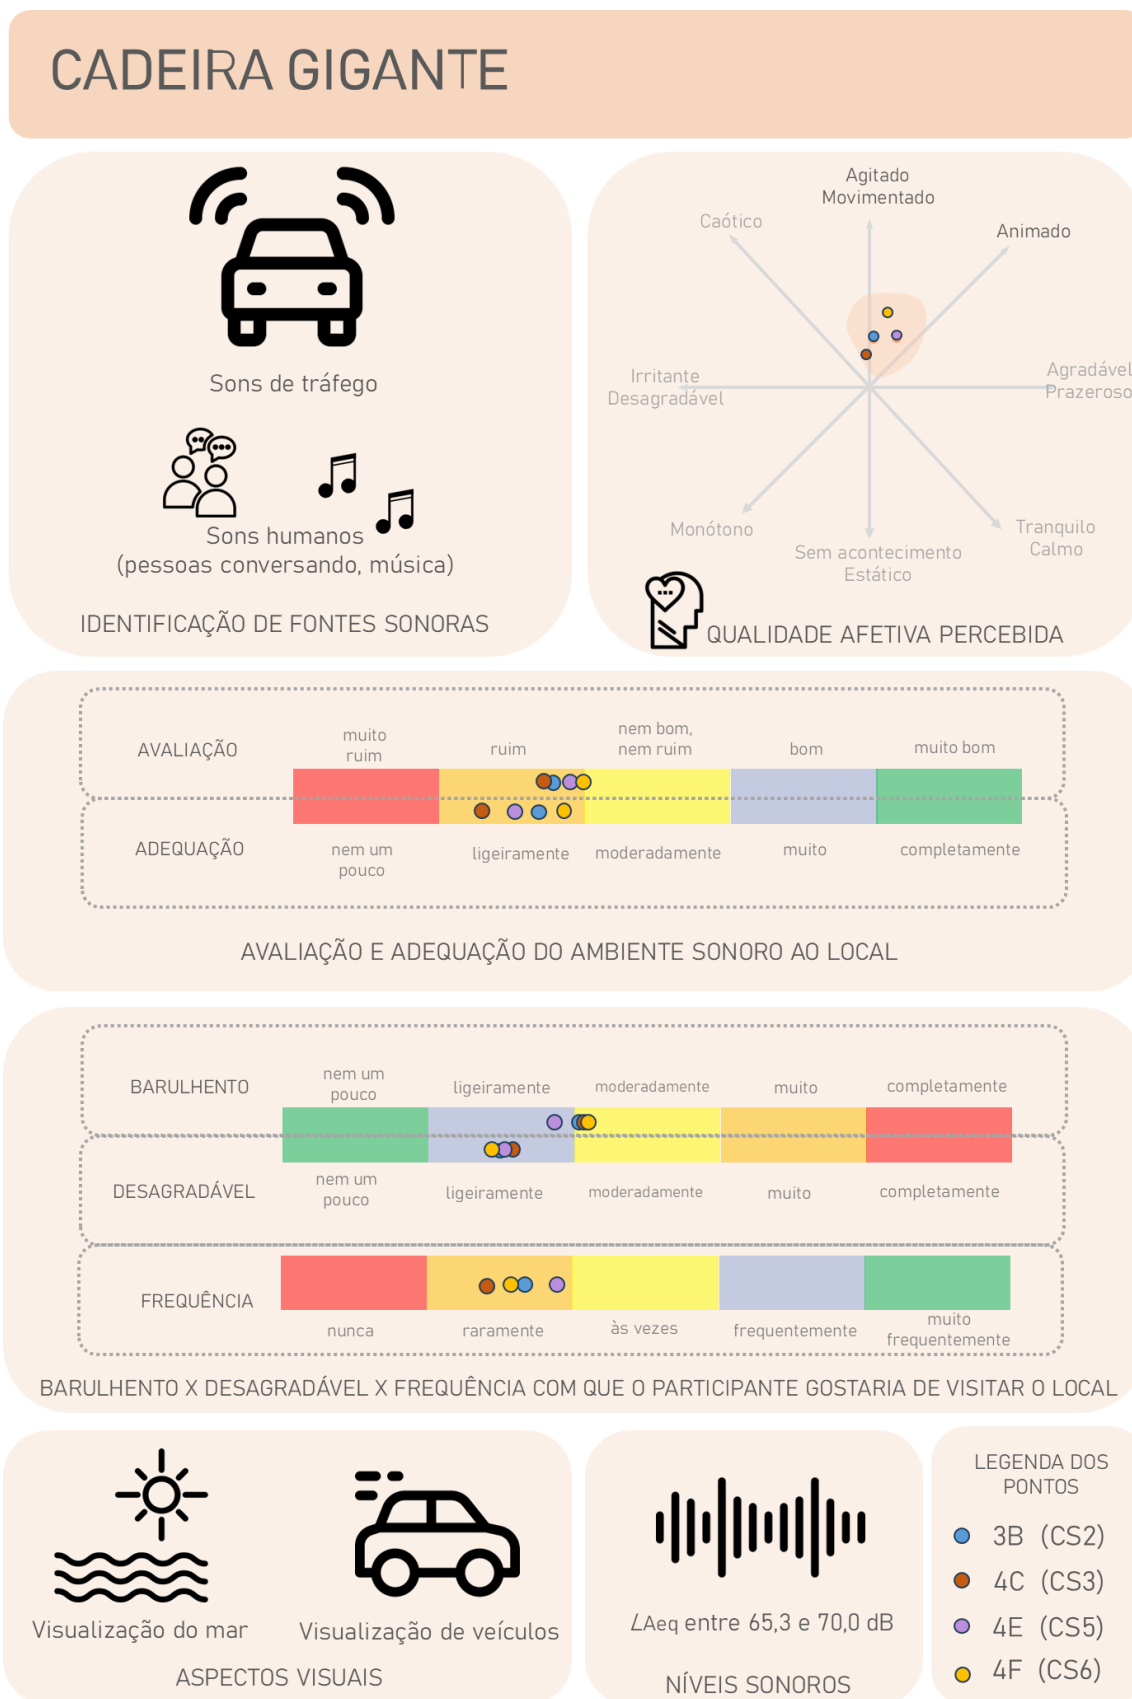 CADEIRA GIGANTE
Sons de tráfego
Sons humanos
(pessoas conversando, música)
IDENTIFICAÇÃO DE FONTES SONORAS
Agitado
Movimentado
Caótico
Animado
Irritante
Desagradável
Agradável
Prazeroso
Monótono
Tranquilo
Calmo
Sem acontecimento
Estático
QUALIDADE AFETIVA PERCEBIDA
AVALIAÇÃO
muito
ruim
ruim
nem bom,
nem ruim
bom
muito bom
ADEQUAÇÃO
nem um
pouco
ligeiramente
moderadamente
muito
completamente
AVALIAÇÃO E ADEQUAÇÃO DO AMBIENTE SONORO AO LOCAL
BARULHENTO
nem um
pouco
ligeiramente
moderadamente
muito
completamente
DESAGRADÁVEL
nem um
pouco
ligeiramente
moderadamente
muito
completamente
FREQUÊNCIA
nunca
raramente
às vezes
frequentemente
muito
frequentemente
BARULHENTO X DESAGRADÁVEL X FREQUÊNCIA COM QUE O PARTICIPANTE GOSTARIA DE VISITAR O LOCAL
Visualização do mar
Visualização de veículos
ASPECTOS VISUAIS
LAeq entre 65,3 e 70,0 dB
NÍVEIS SONOROS
LEGENDA DOS
PONTOS
3B (CS2)
4C (CS3)
4E (CS5)
4F (CS6)